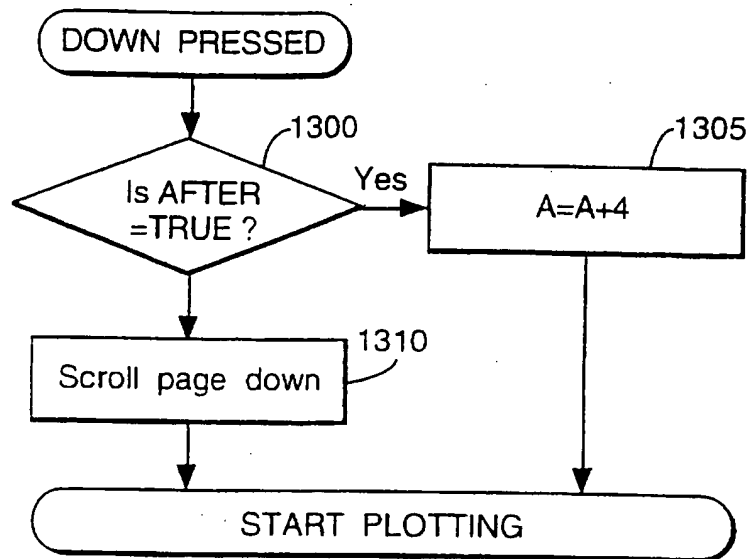 DOWN PRESSED
1300
1305
Is AFTER
=TRUE ?
Yes
A=A+4
1310
Scroll page down
START PLOTTING